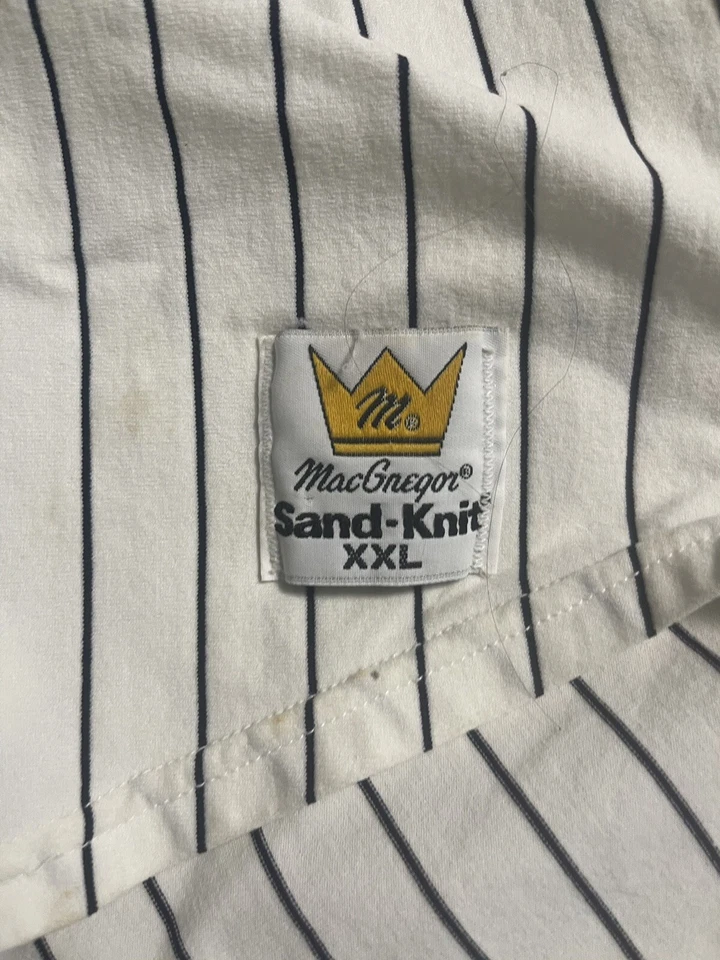 M®
MacGregor®
Sand-Knit
XXL